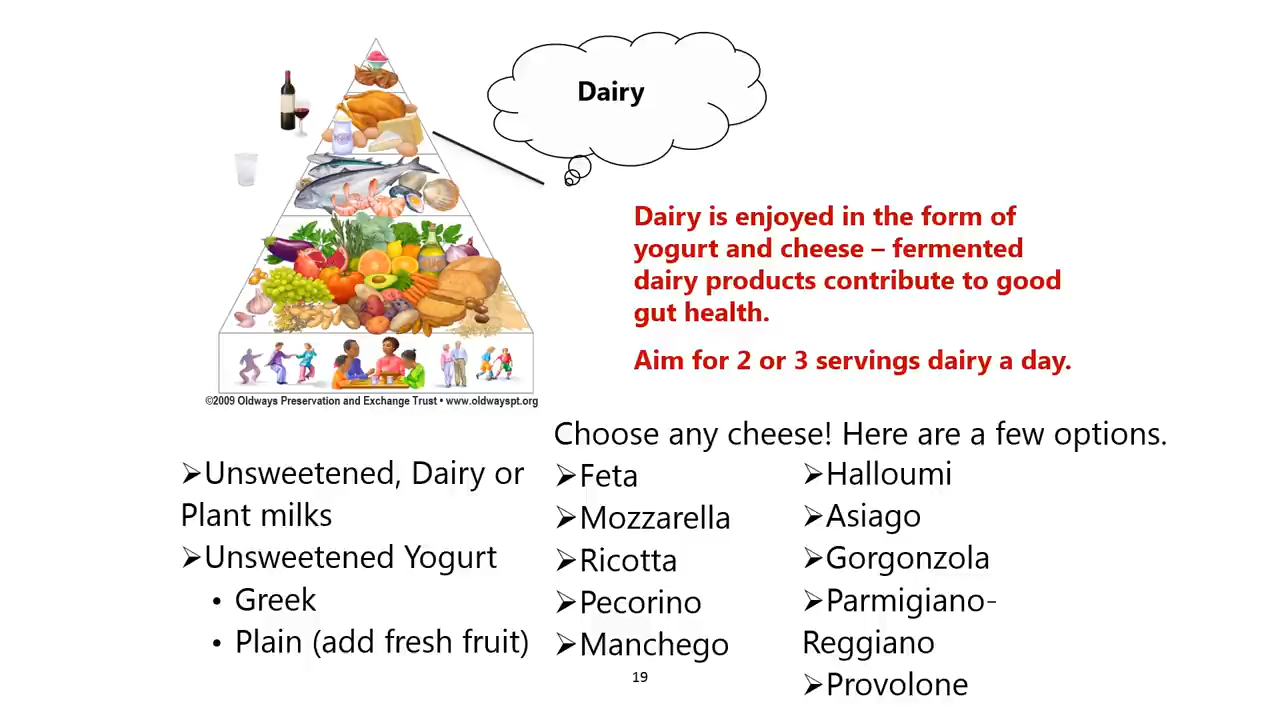 Dairy
Dairy is enjoyed in the form of
yogurt and cheese – fermented
dairy products contribute to good
gut health.
Aim for 2 or 3 servings dairy a day.
©2009 Oldways Preservation and Exchange Trust • www.oldwayspt.org
➢Unsweetened, Dairy or
Plant milks
➢Unsweetened Yogurt
• Greek
• Plain (add fresh fruit)
Choose any cheese! Here are a few options.
➢Feta
➢Mozzarella
➢Ricotta
➢Pecorino
➢Manchego
➢Halloumi
➢Asiago
➢Gorgonzola
➢Parmigiano-
Reggiano
➢Provolone
19